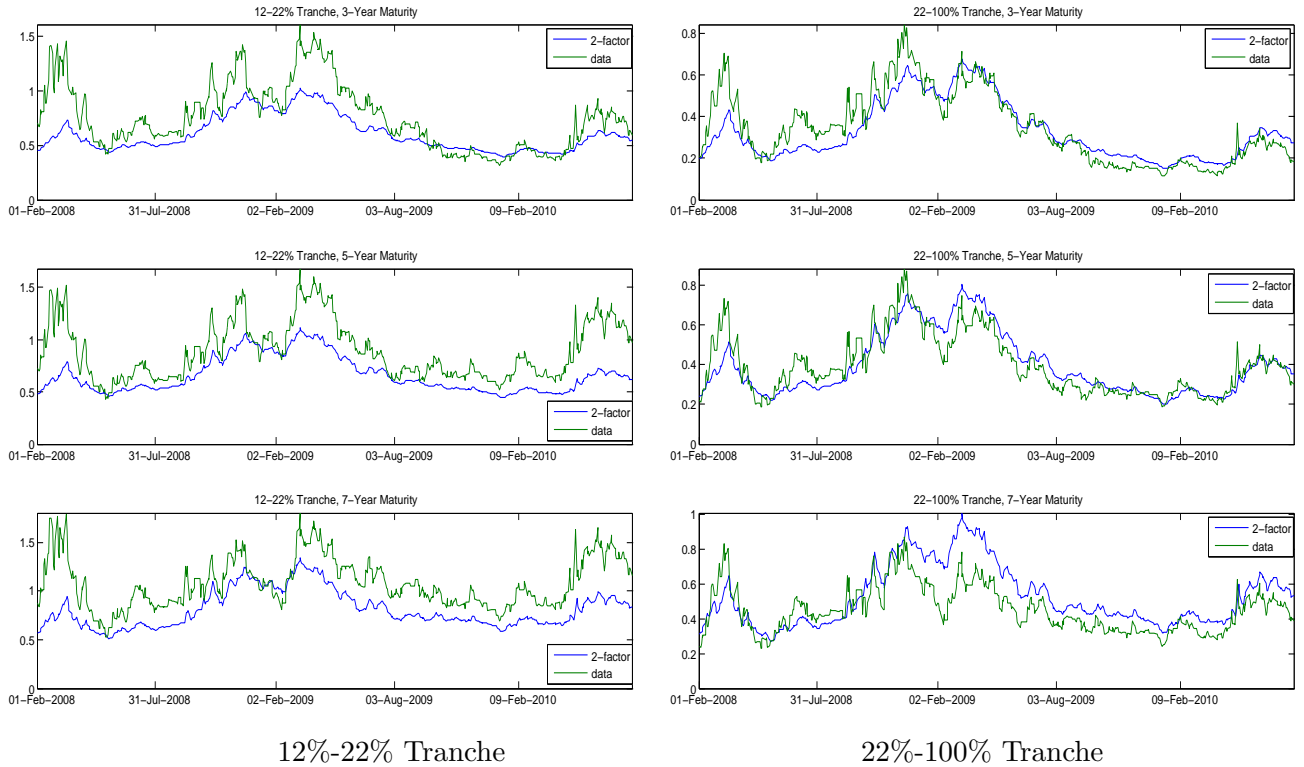 12−22% Tranche, 3−Year Maturity
1.5
1
0.5
0
2−factor
data
01−Feb−2008 31−Jul−2008 02−Feb−2009 03−Aug−2009 09−Feb−2010
22−100% Tranche, 3−Year Maturity
0.8
0.6
0.4
0.2
0
2−factor
data
01−Feb−2008 31−Jul−2008 02−Feb−2009 03−Aug−2009 09−Feb−2010
12−22% Tranche, 5−Year Maturity
1.5
1
0.5
0
2−factor
data
01−Feb−2008 31−Jul−2008 02−Feb−2009 03−Aug−2009 09−Feb−2010
22−100% Tranche, 5−Year Maturity
0.8
0.6
0.4
0.2
0
2−factor
data
01−Feb−2008 31−Jul−2008 02−Feb−2009 03−Aug−2009 09−Feb−2010
12−22% Tranche, 7−Year Maturity
1.5
1
0.5
0
2−factor
data
01−Feb−2008 31−Jul−2008 02−Feb−2009 03−Aug−2009 09−Feb−2010
22−100% Tranche, 7−Year Maturity
1
0.8
0.6
0.4
0.2
0
2−factor
data
01−Feb−2008 31−Jul−2008 02−Feb−2009 03−Aug−2009 09−Feb−2010
12%-22% Tranche
22%-100% Tranche